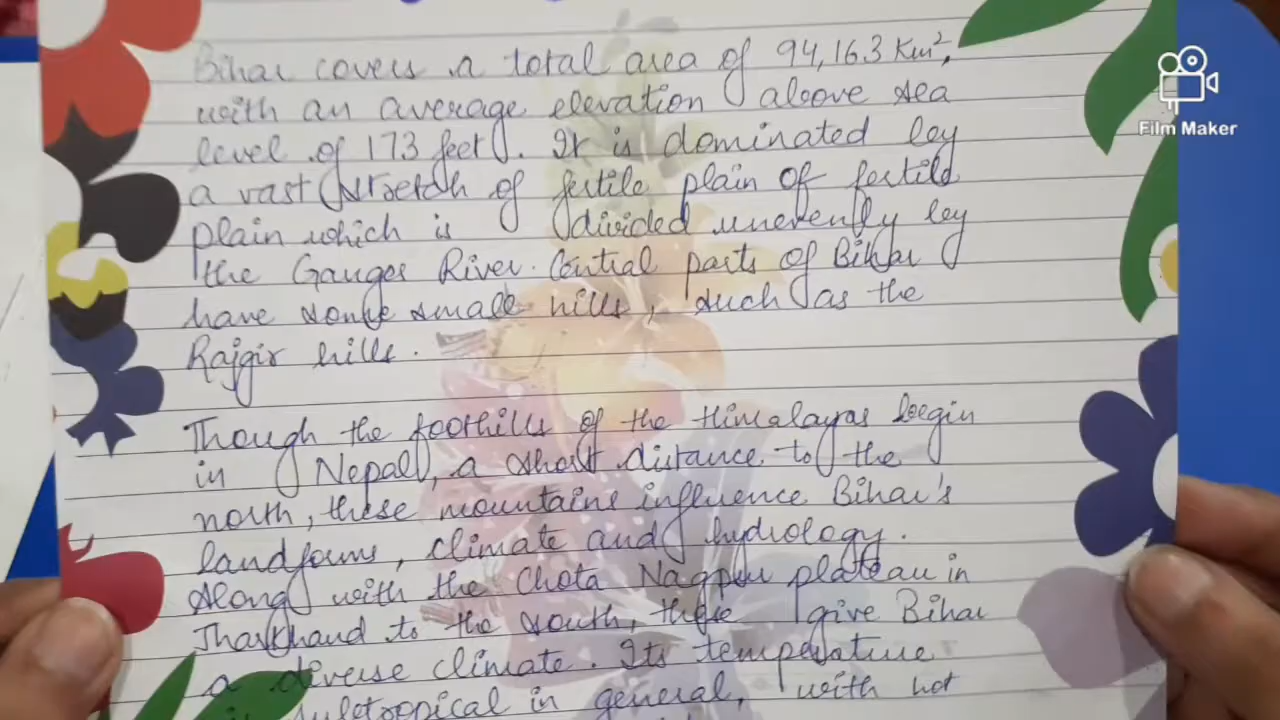 Bihar covers a total area of 94,163 Km²,
with an average elevation above sea
level of 173 feet. It is dominated by
a vast stretch of fertile plain of fertile
plain which is divided unevenly by
the Ganges River. Central parts of Bihar
have some small hills, such as the
Rajgir hills.
Though the foothills of the Himalayas begin
in Nepal, a short distance to the
north, these mountains influence Bihar's
landforms, climate and hydrology.
Along with the Chota Nagpur plateau in
Jharkhand to the south, these give Bihar
a diverse climate. Its temperature
is subtropical in general, with hot
Film Maker